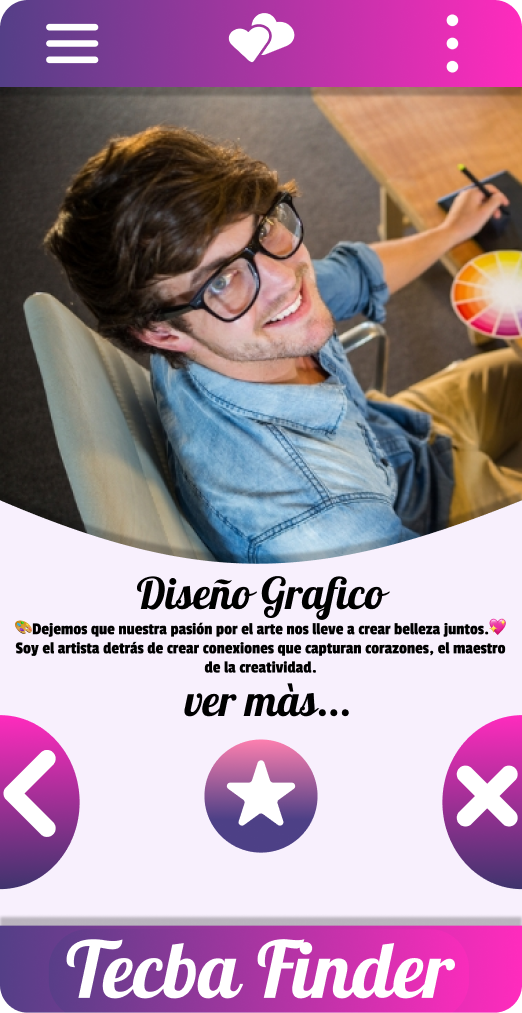 Diseño Grafico
🎨Dejemos que nuestra pasión por el arte nos lleve a crear belleza juntos.💖
Soy el artista detrás de crear conexiones que capturan corazones, el maestro
de la creatividad.
ver màs...
Tecba Finder